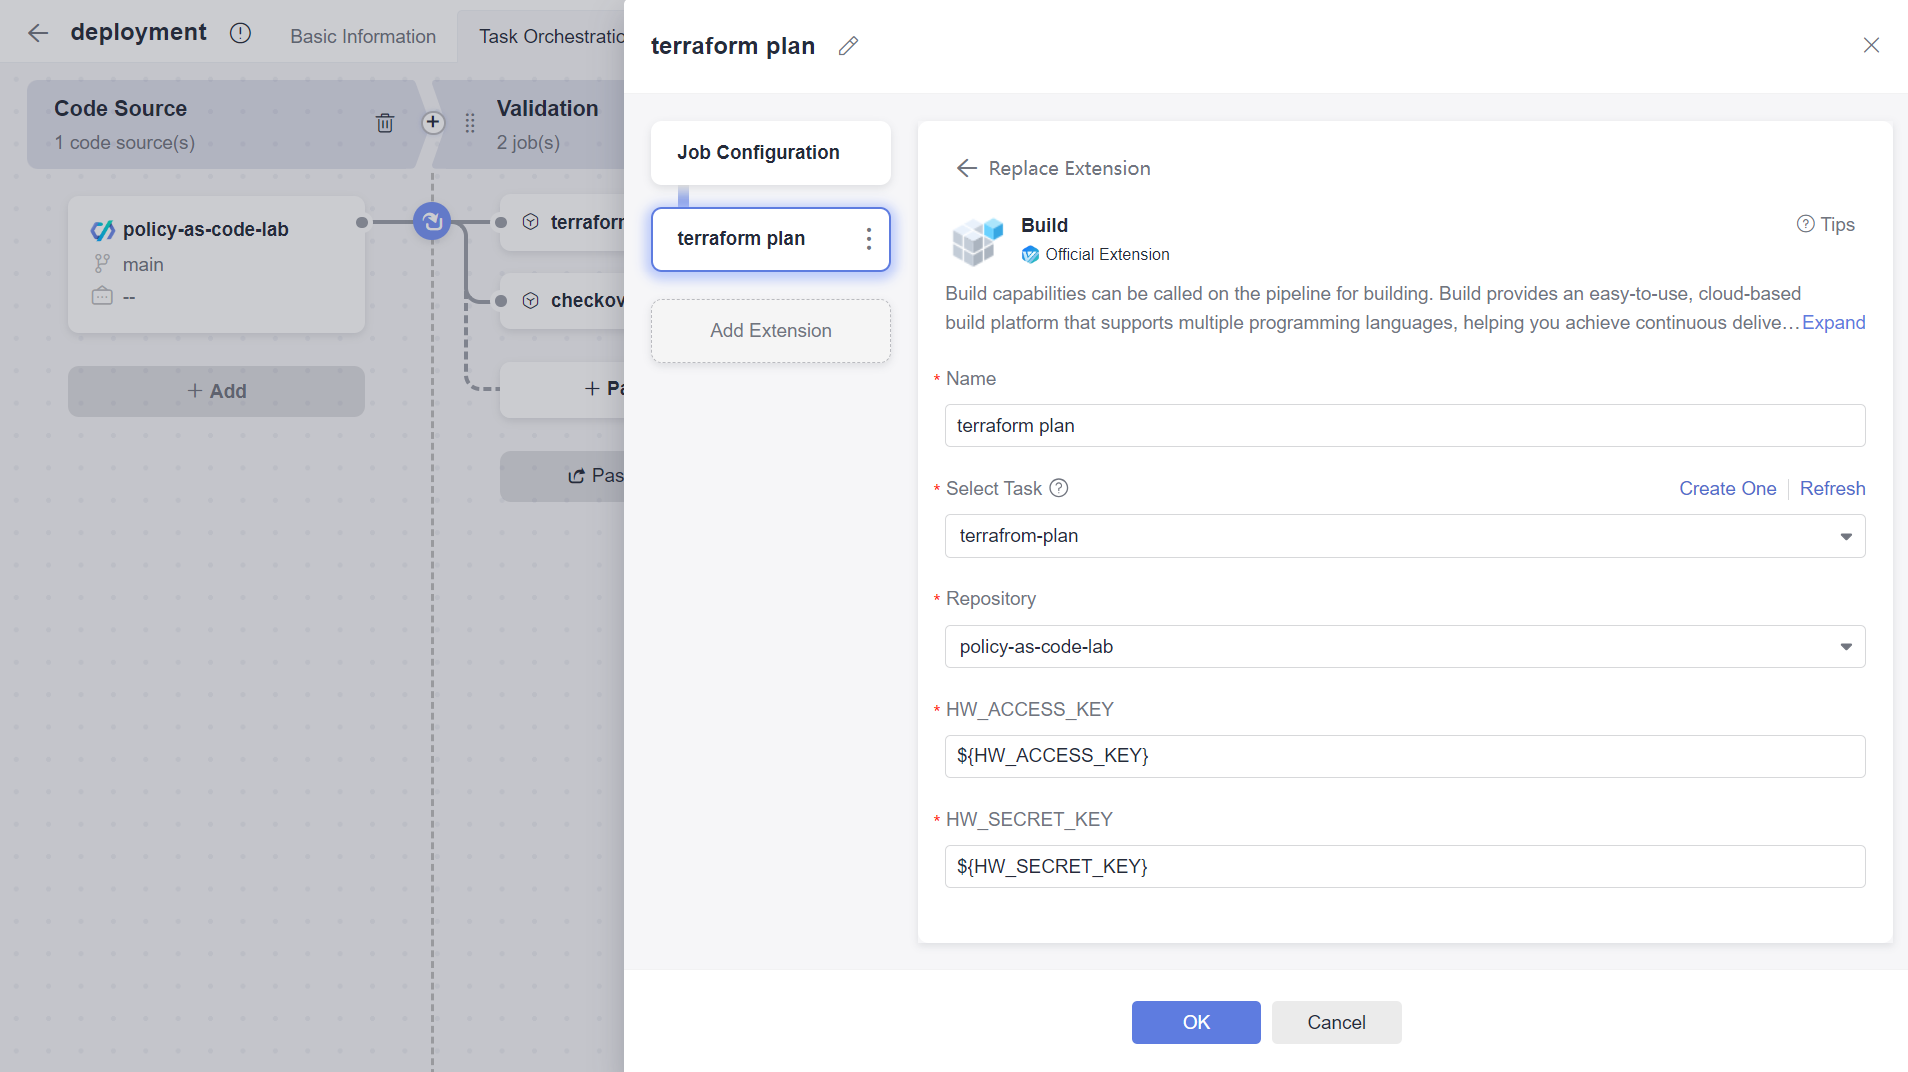 deployment
Basic Information
Task Orchestratio
Code Source
1 code source(s)
Validation
2 job(s)
policy-as-code-lab
main
--
+ Add
terraform
checkov
+ Pa
Pas
terraform plan
Job Configuration
terraform plan
Add Extension
Replace Extension
Build
Official Extension
Tips
Build capabilities can be called on the pipeline for building. Build provides an easy-to-use, cloud-based
build platform that supports multiple programming languages, helping you achieve continuous delive... Expand
* Name
terraform plan
* Select Task
Create One
Refresh
terrafrom-plan
* Repository
policy-as-code-lab
* HW_ACCESS_KEY
${HW_ACCESS_KEY}
* HW_SECRET_KEY
${HW_SECRET_KEY}
OK
Cancel